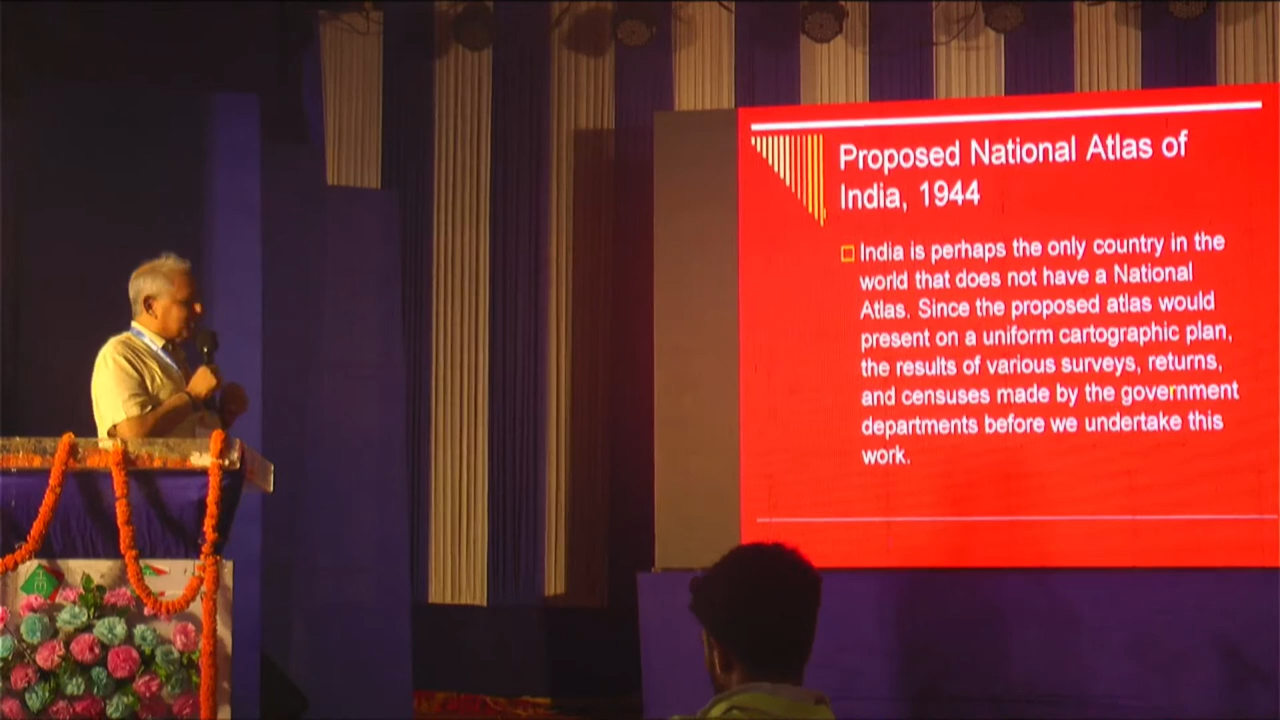 Proposed National Atlas of
India, 1944
India is perhaps the only country in the
world that does not have a National
Atlas. Since the proposed atlas would
present on a uniform cartographic plan,
the results of various surveys, returns,
and censuses made by the government
departments before we undertake this
work.